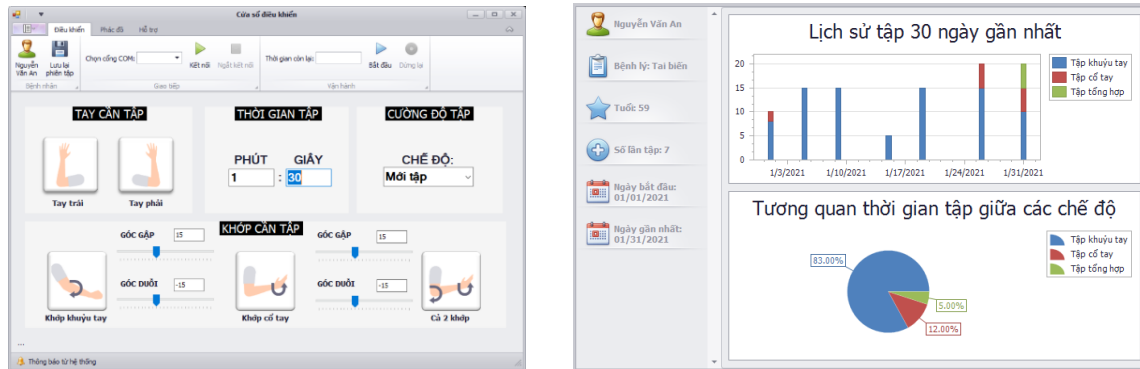 Cửa sổ điều khiển
Điều khiển Phác đồ Hỗ trợ
Nguyễn Văn An
Lưu lại phiên tập
Chọn cổng COM:
Kết nối
Ngắt kết nối
Thời gian còn lại:
Bắt đầu
Dừng lại
Bệnh nhân
Giao tiếp
Vận hành
TAY CẦN TẬP
Tay trái
Tay phải
THỜI GIAN TẬP
PHÚT GIÂY
1 : 30
CƯỜNG ĐỘ TẬP
CHẾ ĐỘ:
Mới tập
KHỚP CẦN TẬP
GÓC GẬP 15
GÓC DUỖI -15
Khớp khuỷu tay
GÓC GẬP 15
GÓC DUỖI -15
Khớp cổ tay
Cả 2 khớp
...
Thông báo từ hệ thống
Nguyễn Văn An
Bệnh lý: Tai biến
Tuổi: 59
Số lần tập: 7
Ngày bắt đầu:
01/01/2021
Ngày gần nhất:
01/31/2021
Lịch sử tập 30 ngày gần nhất
20
15
10
5
0
1/3/2021 1/10/2021 1/17/2021 1/24/2021 1/31/2021
Tập khuỷu tay
Tập cổ tay
Tập tổng hợp
Tương quan thời gian tập giữa các chế độ
83.00%
5.00%
12.00%
Tập khuỷu tay
Tập cổ tay
Tập tổng hợp